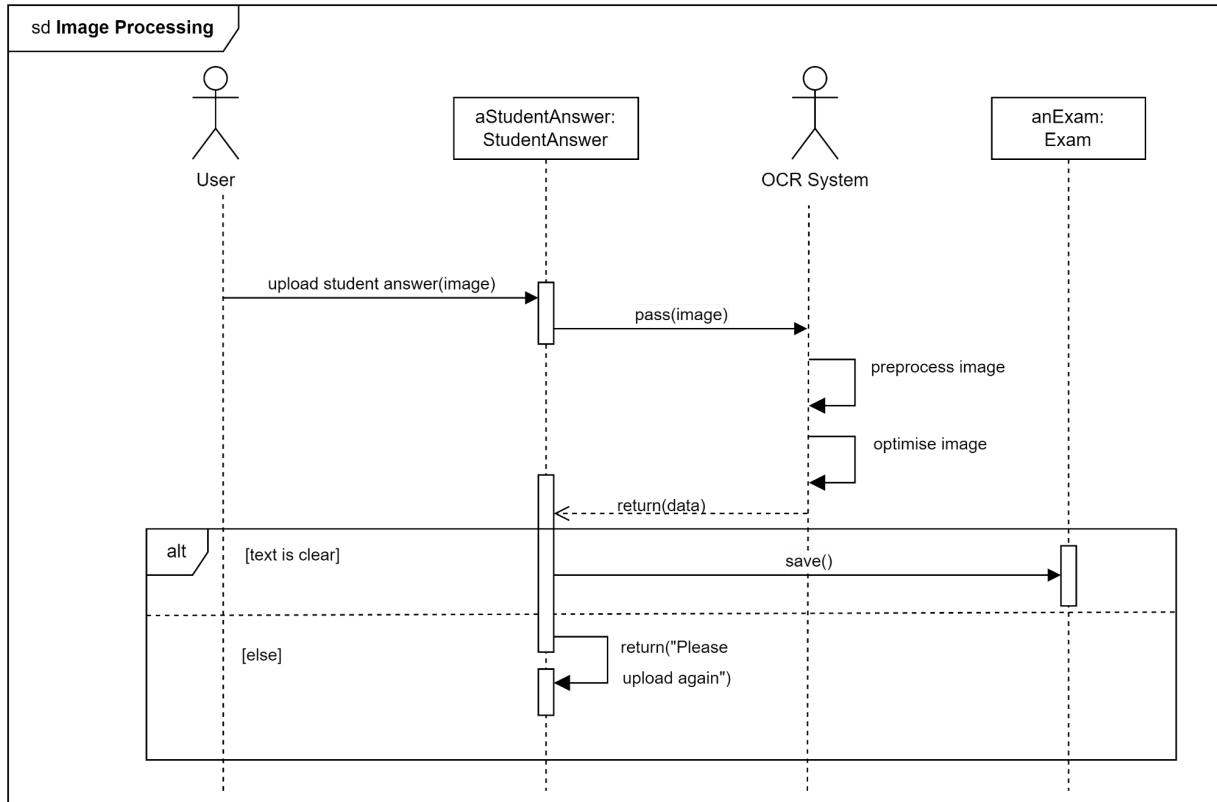 sd Image Processing
aStudentAnswer:
StudentAnswer
anExam:
Exam
User
OCR System
upload student answer(image)
pass(image)
preprocess image
optimise image
return(data)
alt
[text is clear]
save()
[else]
return("Please
upload again")